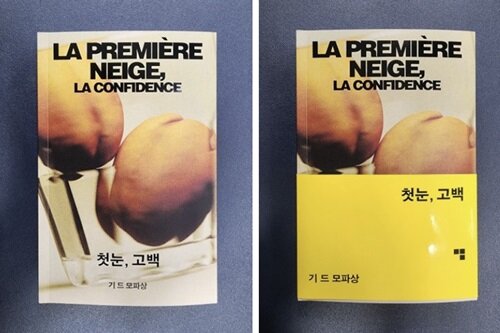 LA PREMIÈRE
NEIGE,
LA CONFIDENCE
첫눈, 고백
기 드 모파상
LA PREMIÈRE
NEIGE,
LA CONFIDENCE
첫눈, 고백
기 드 모파상